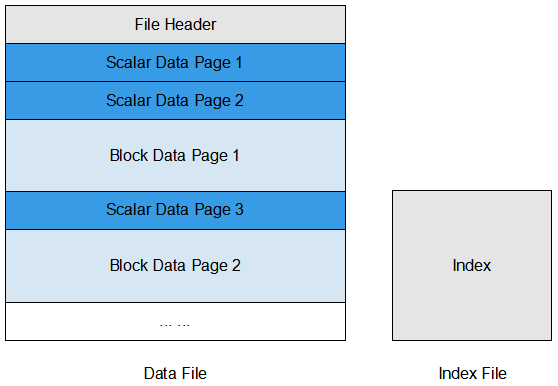 File Header
Scalar Data Page 1
Scalar Data Page 2
Block Data Page 1
Scalar Data Page 3
Block Data Page 2
... ...
Data File
Index
Index File